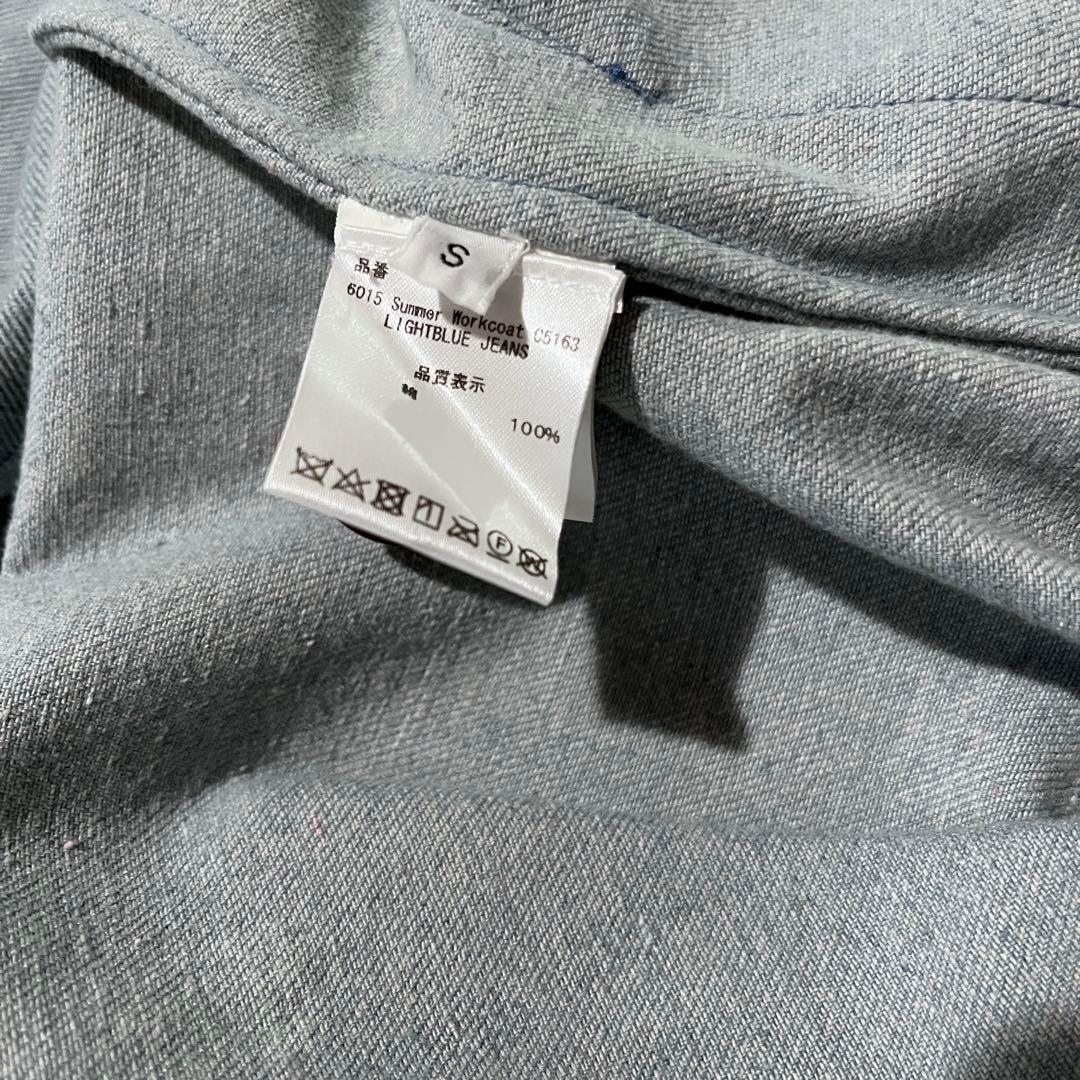 S
品番
6015 Summer Workcoat C5163
LIGHTBLUE JEANS
品質表示
綿
100%
F
W